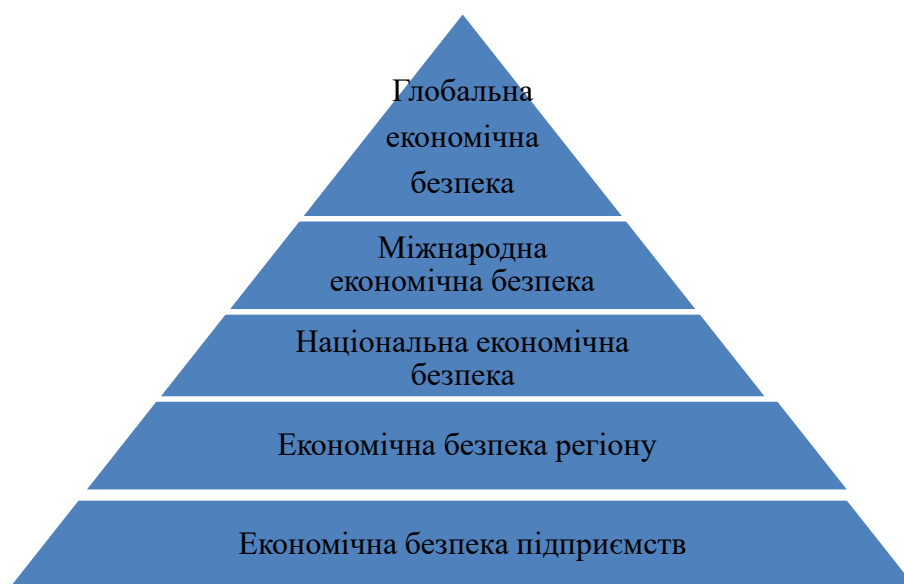 Глобальна
економічна
безпека
Міжнародна
економічна безпека
Національна економічна
безпека
Економічна безпека регіону
Економічна безпека підприємств